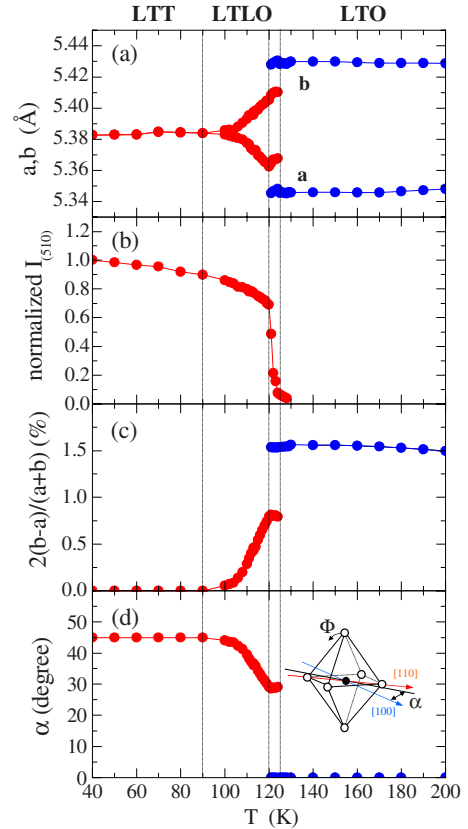 LTT LTLO LTO
(a)
5.44
5.42
5.40
5.38
5.36
5.34
a,b (Å)
b
a
(b)
1.2
1.0
0.8
0.6
0.4
0.2
0.0
normalized I(510)
(c)
1.5
1.0
0.5
0.0
2(b-a)/(a+b) (%)
(d)
50
40
30
20
10
0
α (degree)
Φ
[110]
α
[100]
40 60 80 100 120 140 160 180 200
T (K)